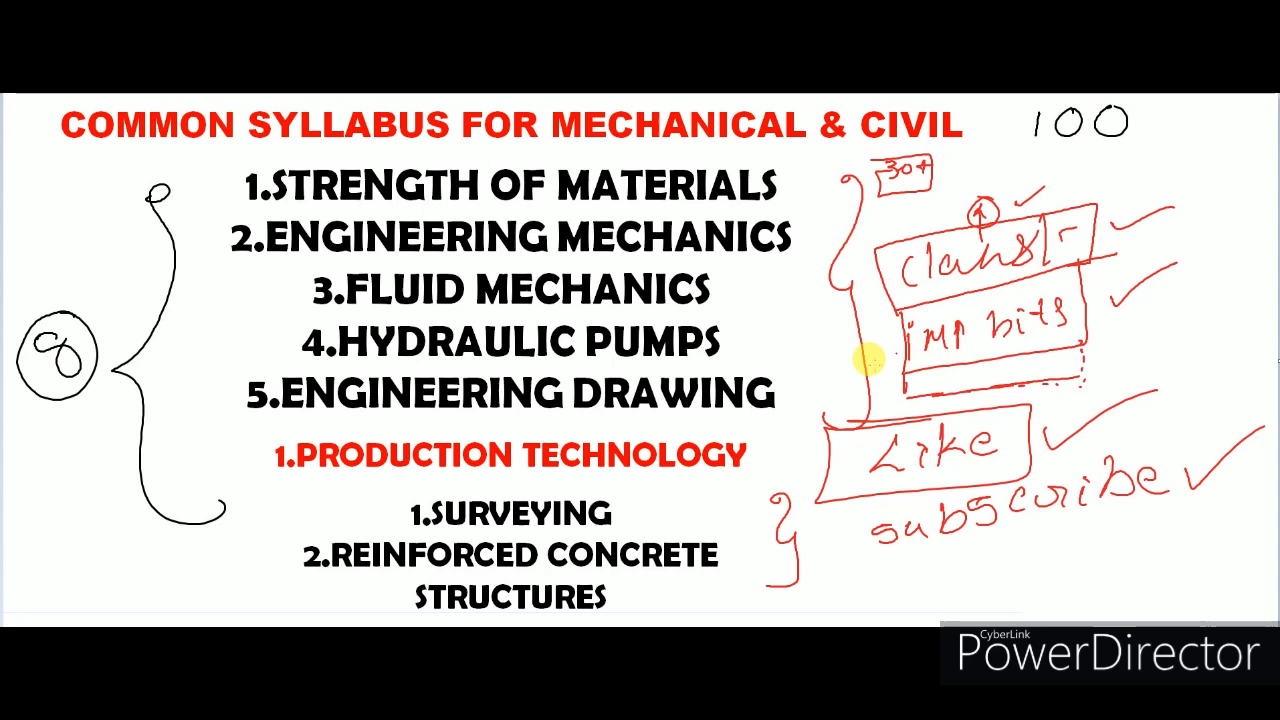 COMMON SYLLABUS FOR MECHANICAL & CIVIL 100
30+
1.STRENGTH OF MATERIALS
2.ENGINEERING MECHANICS
3.FLUID MECHANICS
imp bits
4.HYDRAULIC PUMPS
8
5.ENGINEERING DRAWING
Like
1.PRODUCTION TECHNOLOGY
subscribe
1.SURVEYING
2.REINFORCED CONCRETE
STRUCTURES
CyberLink
PowerDirector